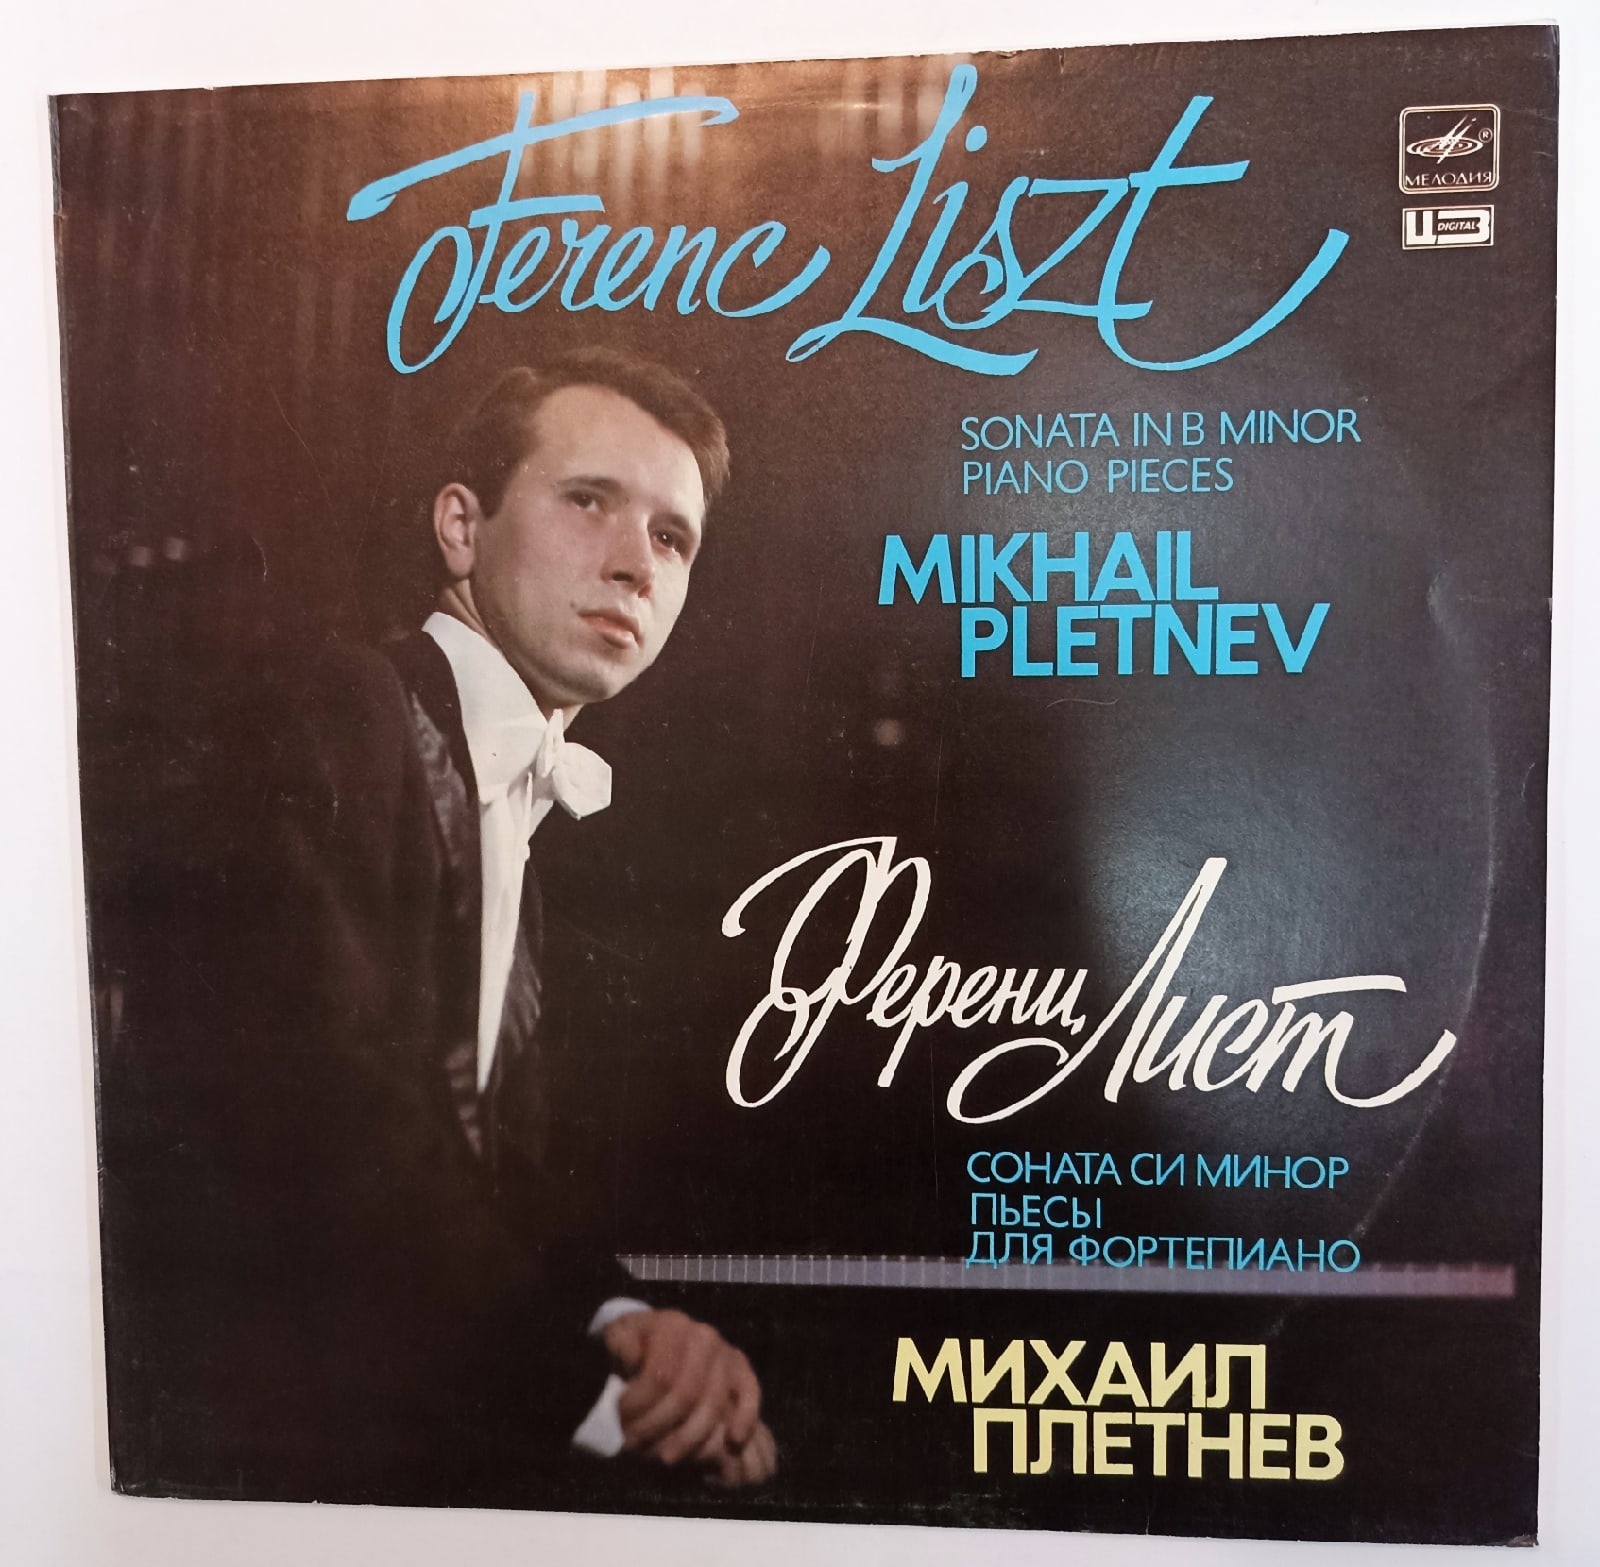 Ferenc Liszt
МЕЛОДИЯ
®
ЦЗ DIGITAL
SONATA IN B MINOR
PIANO PIECES
MIKHAIL
PLETNEV
Ференц Лист
СОНАТА СИ МИНОР
ПЬЕСЫ
ДЛЯ ФОРТЕПИАНО
МИХАИЛ
ПЛЕТНЕВ